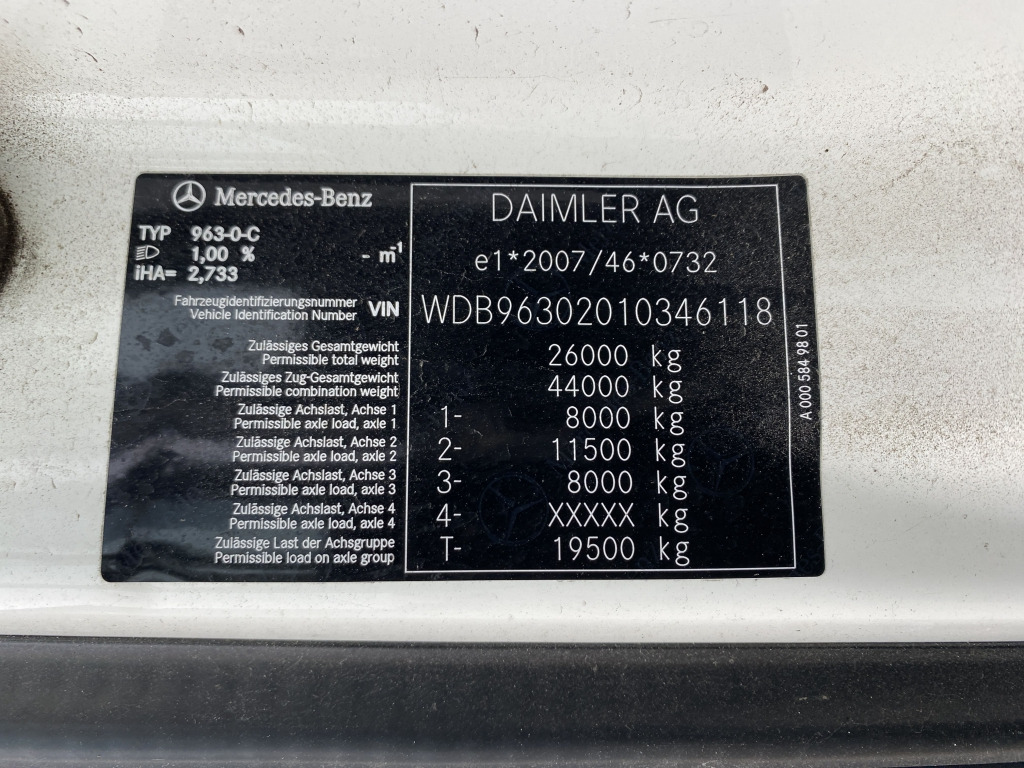 Mercedes-Benz
DAIMLER AG
TYP 963-0-C
1,00 % - m-1
iHA= 2,733
e1*2007/46*0732
Fahrzeugidentifizierungsnummer
Vehicle Identification Number VIN WDB96302010346118
Zulässiges Gesamtgewicht
Permissible total weight 26000 kg
Zulässiges Zug-Gesamtgewicht
Permissible combination weight 44000 kg
Zulässige Achslast, Achse 1
Permissible axle load, axle 1 1- 8000 kg
Zulässige Achslast, Achse 2
Permissible axle load, axle 2 2- 11500 kg
Zulässige Achslast, Achse 3
Permissible axle load, axle 3 3- 8000 kg
Zulässige Achslast, Achse 4
Permissible axle load, axle 4 4- XXXXX kg
Zulässige Last der Achsgruppe
Permissible load on axle group T- 19500 kg
A 000 584 98 01